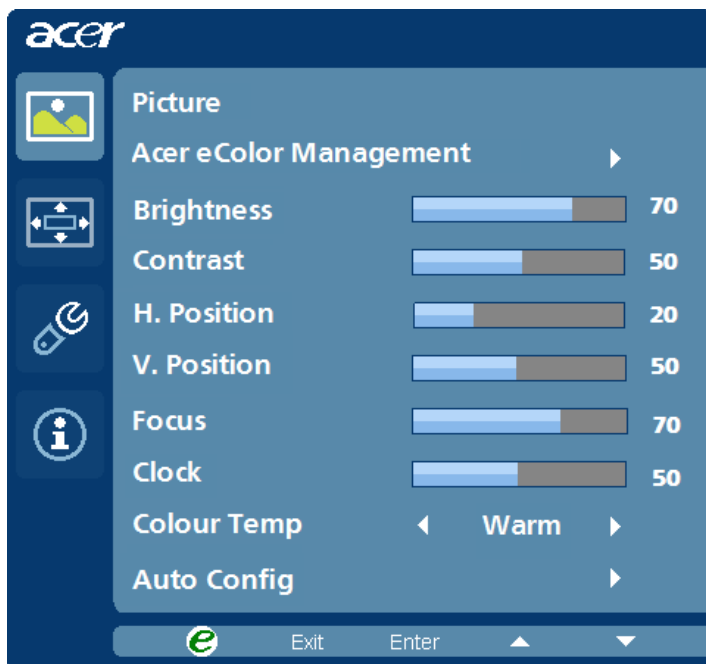 acer
Picture
Acer eColor Management
Brightness 70
Contrast 50
H. Position 20
V. Position 50
Focus 70
Clock 50
Colour Temp Warm
Auto Config
e Exit Enter